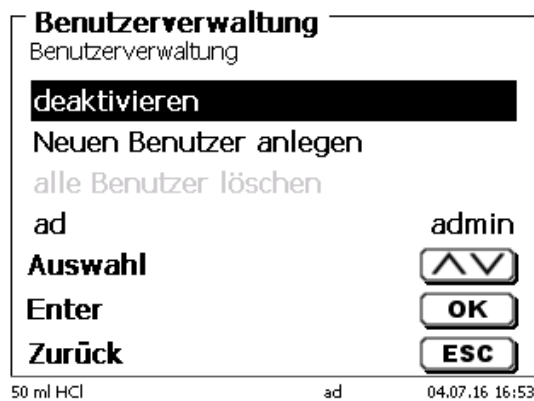 Benutzerverwaltung
Benutzerverwaltung
deaktivieren
Neuen Benutzer anlegen
alle Benutzer löschen
ad admin
Auswahl
Enter OK
Zurück ESC
50 ml HCl ad 04.07.16 16:53